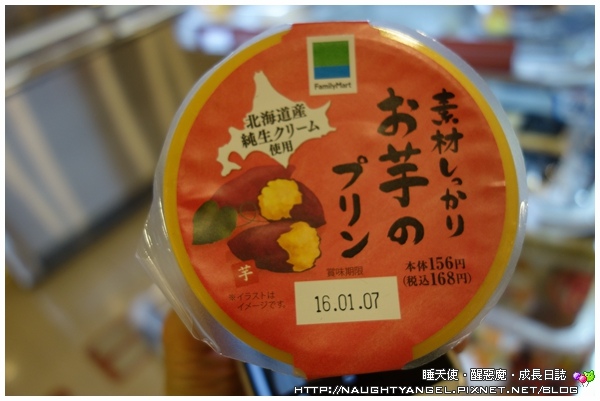 FamilyMart
北海道産
純生クリーム
使用
素材しっかり
お芋の
プリン
芋
※イラストは
イメージです。
賞味期限
16.01.07
本体156円
(税込168円)
睡天使・醒惡魔・成長日誌
HTTP://NAUGHTYANGEL.PIXNET.NET/BLOG